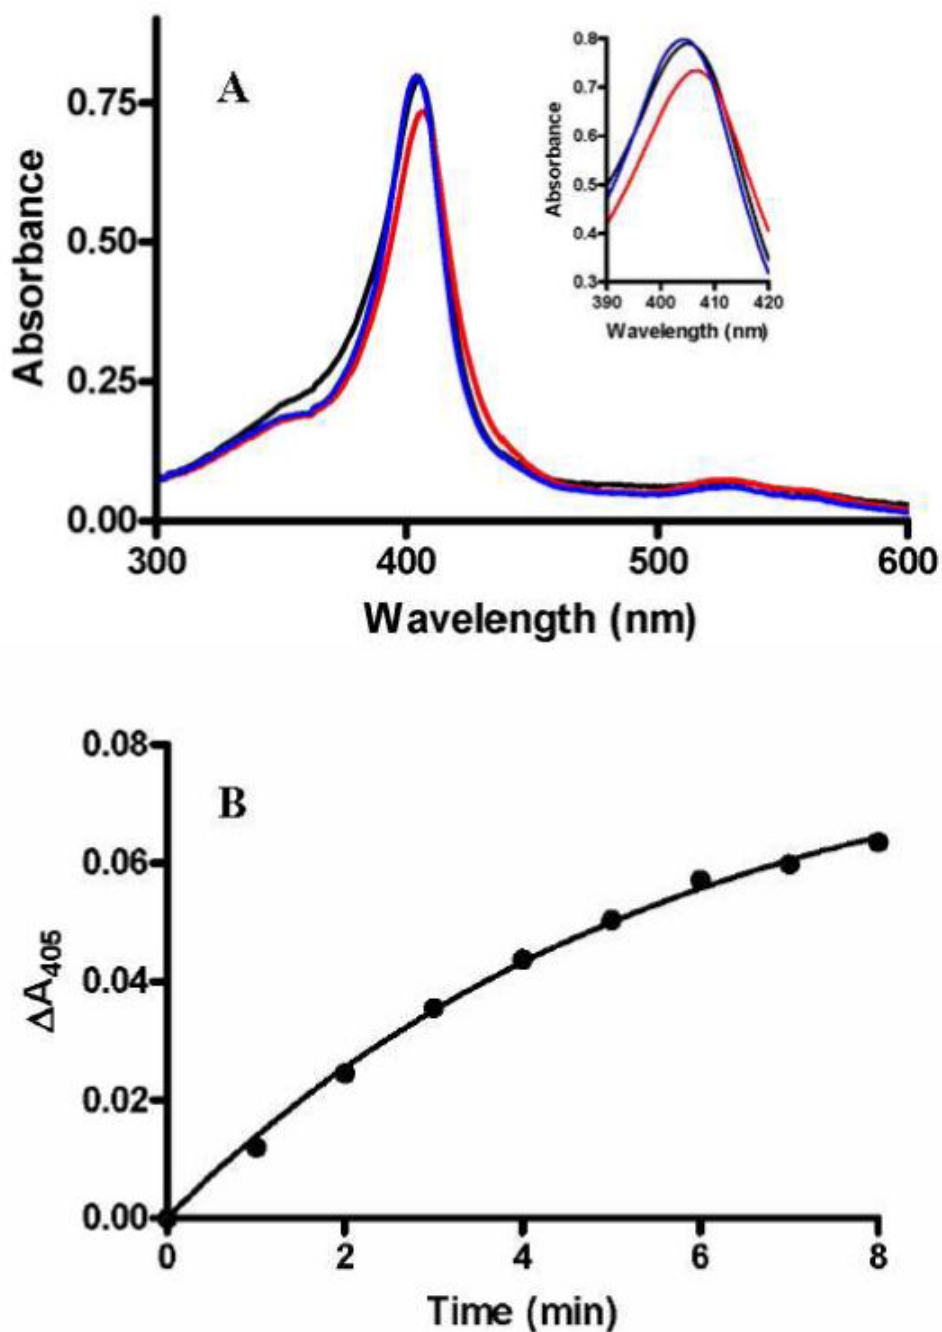 A
0.75
0.50
0.25
0.00
Absorbance
300 400 500 600
Wavelength (nm)
0.8
0.7
0.6
0.5
0.4
0.3
Absorbance
390 400 410 420
Wavelength (nm)
B
0.08
0.06
0.04
0.02
0.00
ΔA405
0 2 4 6 8
Time (min)